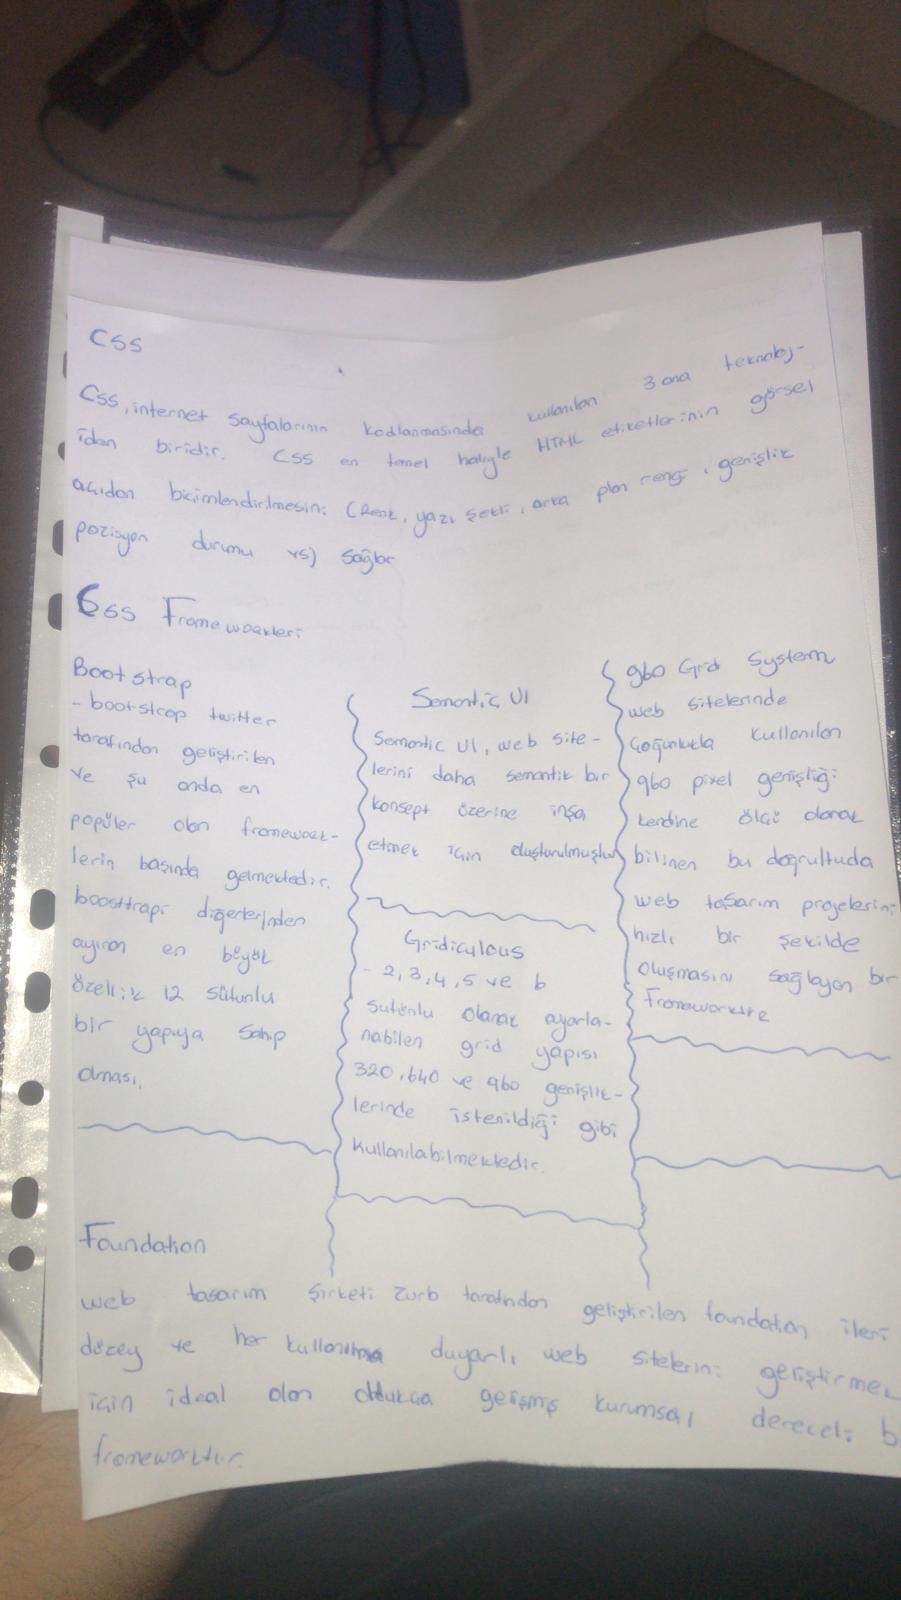 CSS
Css, internet sayfalarının kodlanmasında kullanılan 3 ana teknoloj-
iden biridir. CSS en temel haliyle HTML etiketlerinin görsel
açıdan biçimlendirilmesini (Renk, yazı şekli, arka plan rengi, genişlik
pozisyon durumu vs) sağlar
Css Frameworkleri
Bootstrap
- bootstrap twitter
tarafından geliştirilen
ve şu anda en
popüler olan framework-
lerin başında gelmektedir.
boosttrapi diğerlerinden
ayıran en büyük
özellik 12 sütunlu
bir yapıya sahip
olması.
Semantic UI
Semantic UI, web site-
lerini daha semantik bir
konsept üzerine inşa
etmek için oluşturulmuştur
Gridiculous
- 2,3,4,5 ve 6
sutünlu olarak ayarla-
nabilen grid yapısı
320, 640 ve 960 genişlik-
lerinde istenildiği gibi
kullanılabilmektedir.
960 Grid System
web sitelerinde
çoğunlukla kullanılan
960 pixel genişliği
kendine ölçü olarak
bilinen bu doğrultuda
web tasarım projelerini
hızlı bir şekilde
oluşmasını sağlayan bir
Frameworktre
Foundation
web tasarım şirketi zurb tarafından geliştirilen foundation ileri
düzey ve her kullanıma duyarlı web sitelerini geliştirmek
için ideal olan oldukça gelişmiş kurumsal dereceli b
frameworktur.